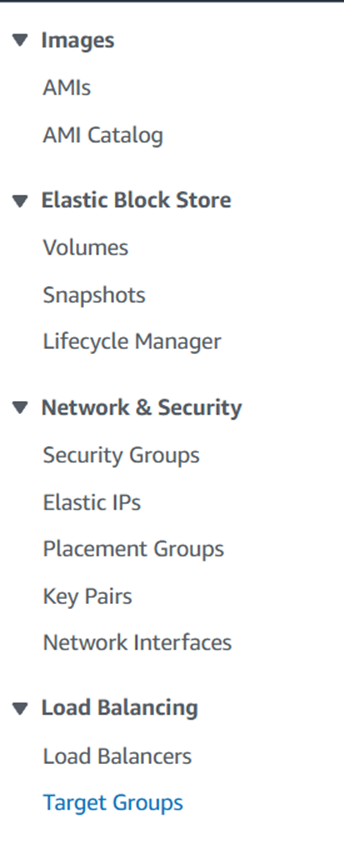 Images
AMIs
AMI Catalog
Elastic Block Store
Volumes
Snapshots
Lifecycle Manager
Network & Security
Security Groups
Elastic IPs
Placement Groups
Key Pairs
Network Interfaces
Load Balancing
Load Balancers
Target Groups